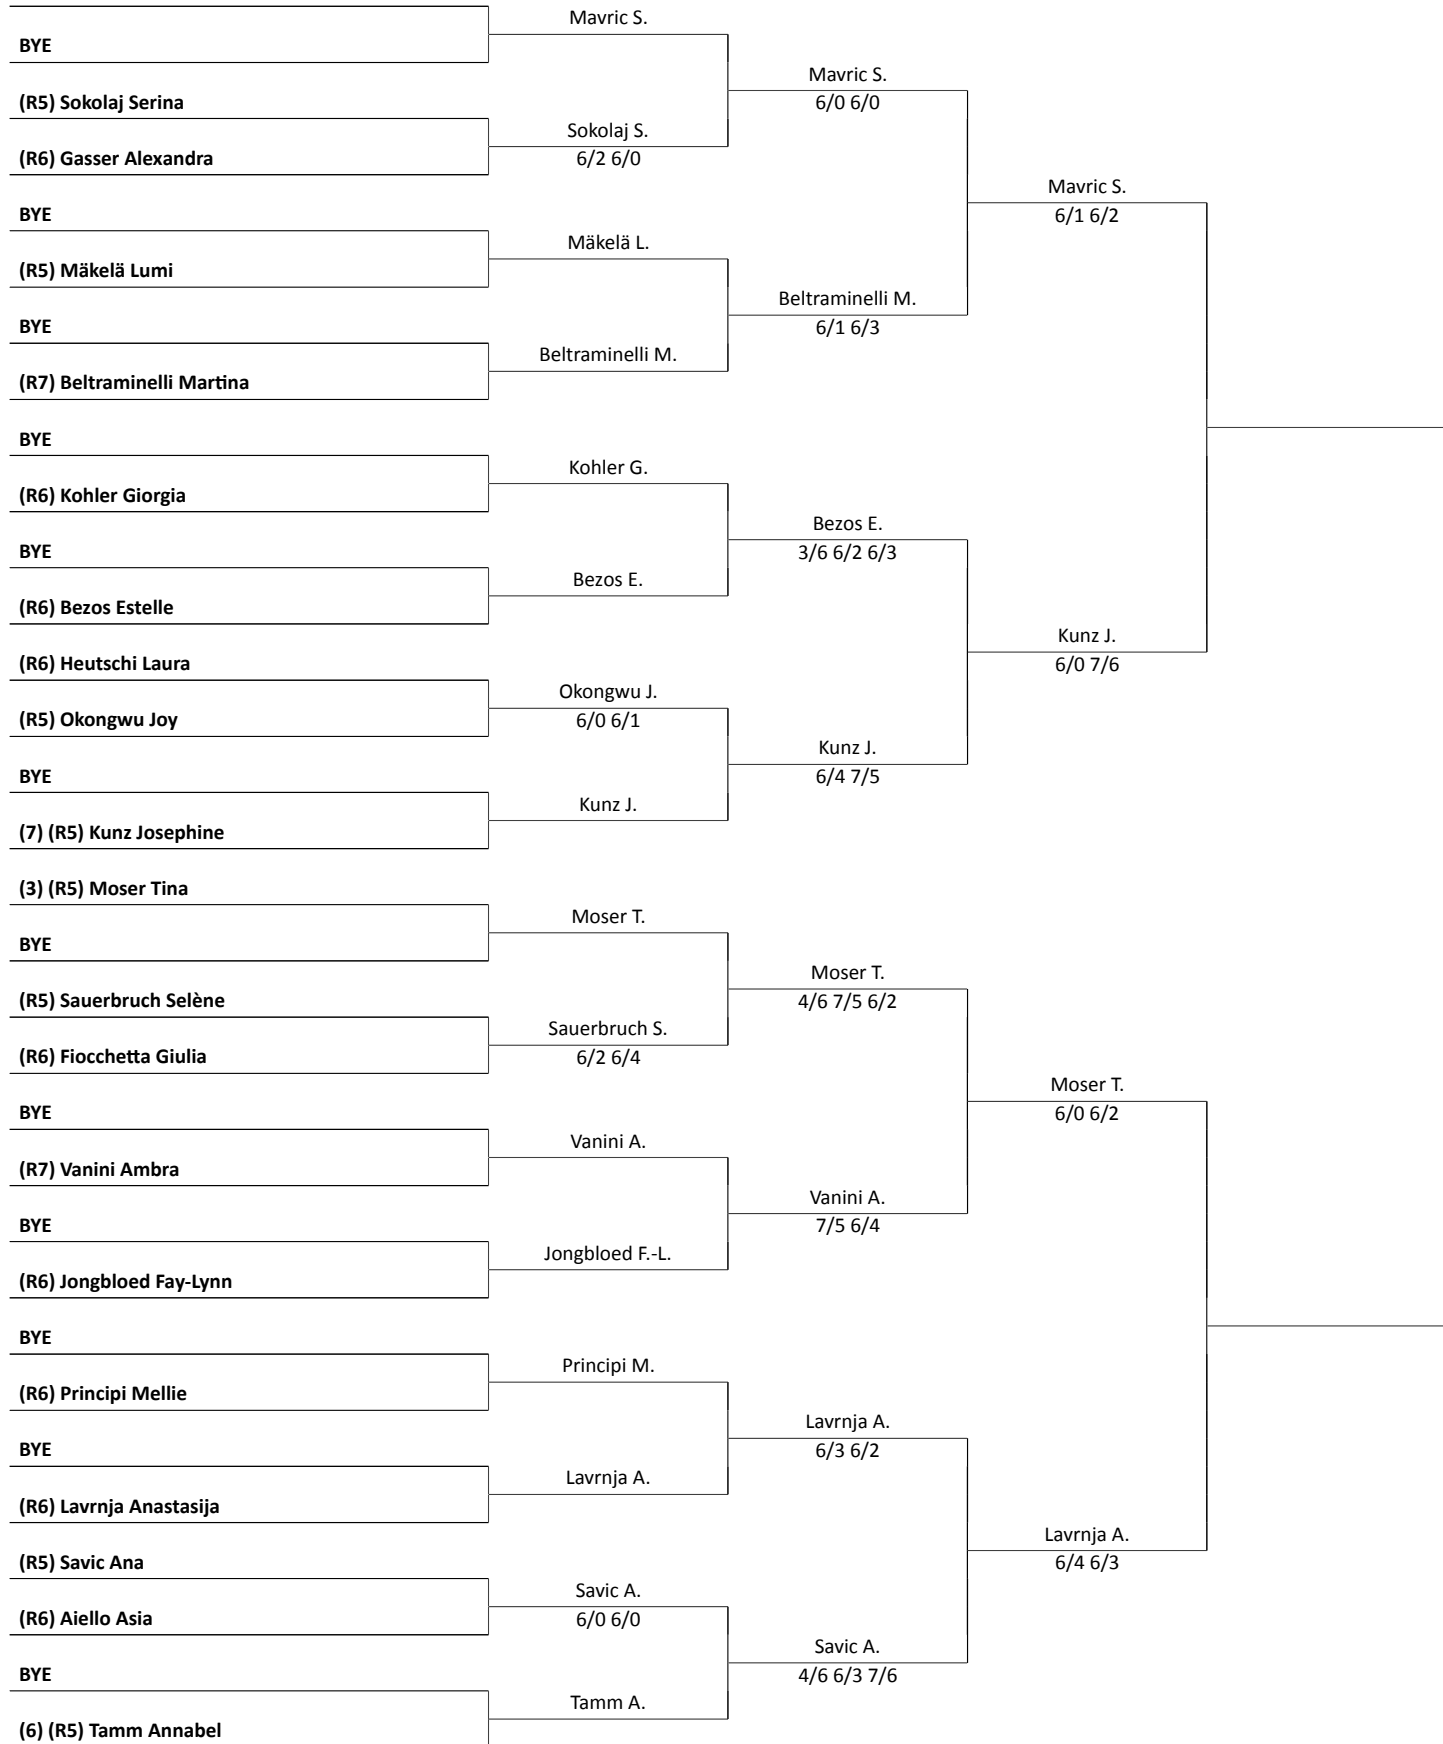 BYE
(R5) Sokolaj Serina
(R6) Gasser Alexandra
BYE
(R5) Mäkelä Lumi
BYE
(R7) Beltraminelli Martina
BYE
(R6) Kohler Giorgia
BYE
(R6) Bezos Estelle
(R6) Heutschi Laura
(R5) Okongwu Joy
BYE
(7) (R5) Kunz Josephine
(3) (R5) Moser Tina
BYE
(R5) Sauerbruch Selène
(R6) Fiocchetta Giulia
BYE
(R7) Vanini Ambra
BYE
(R6) Jongbloed Fay-Lynn
BYE
(R6) Principi Mellie
BYE
(R6) Lavrnja Anastasija
(R5) Savic Ana
(R6) Aiello Asia
BYE
(6) (R5) Tamm Annabel
Mavric S.
Sokolaj S.
6/2 6/0
Mäkelä L.
Beltraminelli M.
Kohler G.
Bezos E.
Okongwu J.
6/0 6/1
Kunz J.
Moser T.
Sauerbruch S.
6/2 6/4
Vanini A.
Jongbloed F.-L.
Principi M.
Lavrnja A.
Savic A.
6/0 6/0
Tamm A.
Mavric S.
6/0 6/0
Beltraminelli M.
6/1 6/3
Bezos E.
3/6 6/2 6/3
Kunz J.
6/4 7/5
Moser T.
4/6 7/5 6/2
Vanini A.
7/5 6/4
Lavrnja A.
6/3 6/2
Savic A.
4/6 6/3 7/6
Mavric S.
6/1 6/2
Kunz J.
6/0 7/6
Moser T.
6/0 6/2
Lavrnja A.
6/4 6/3